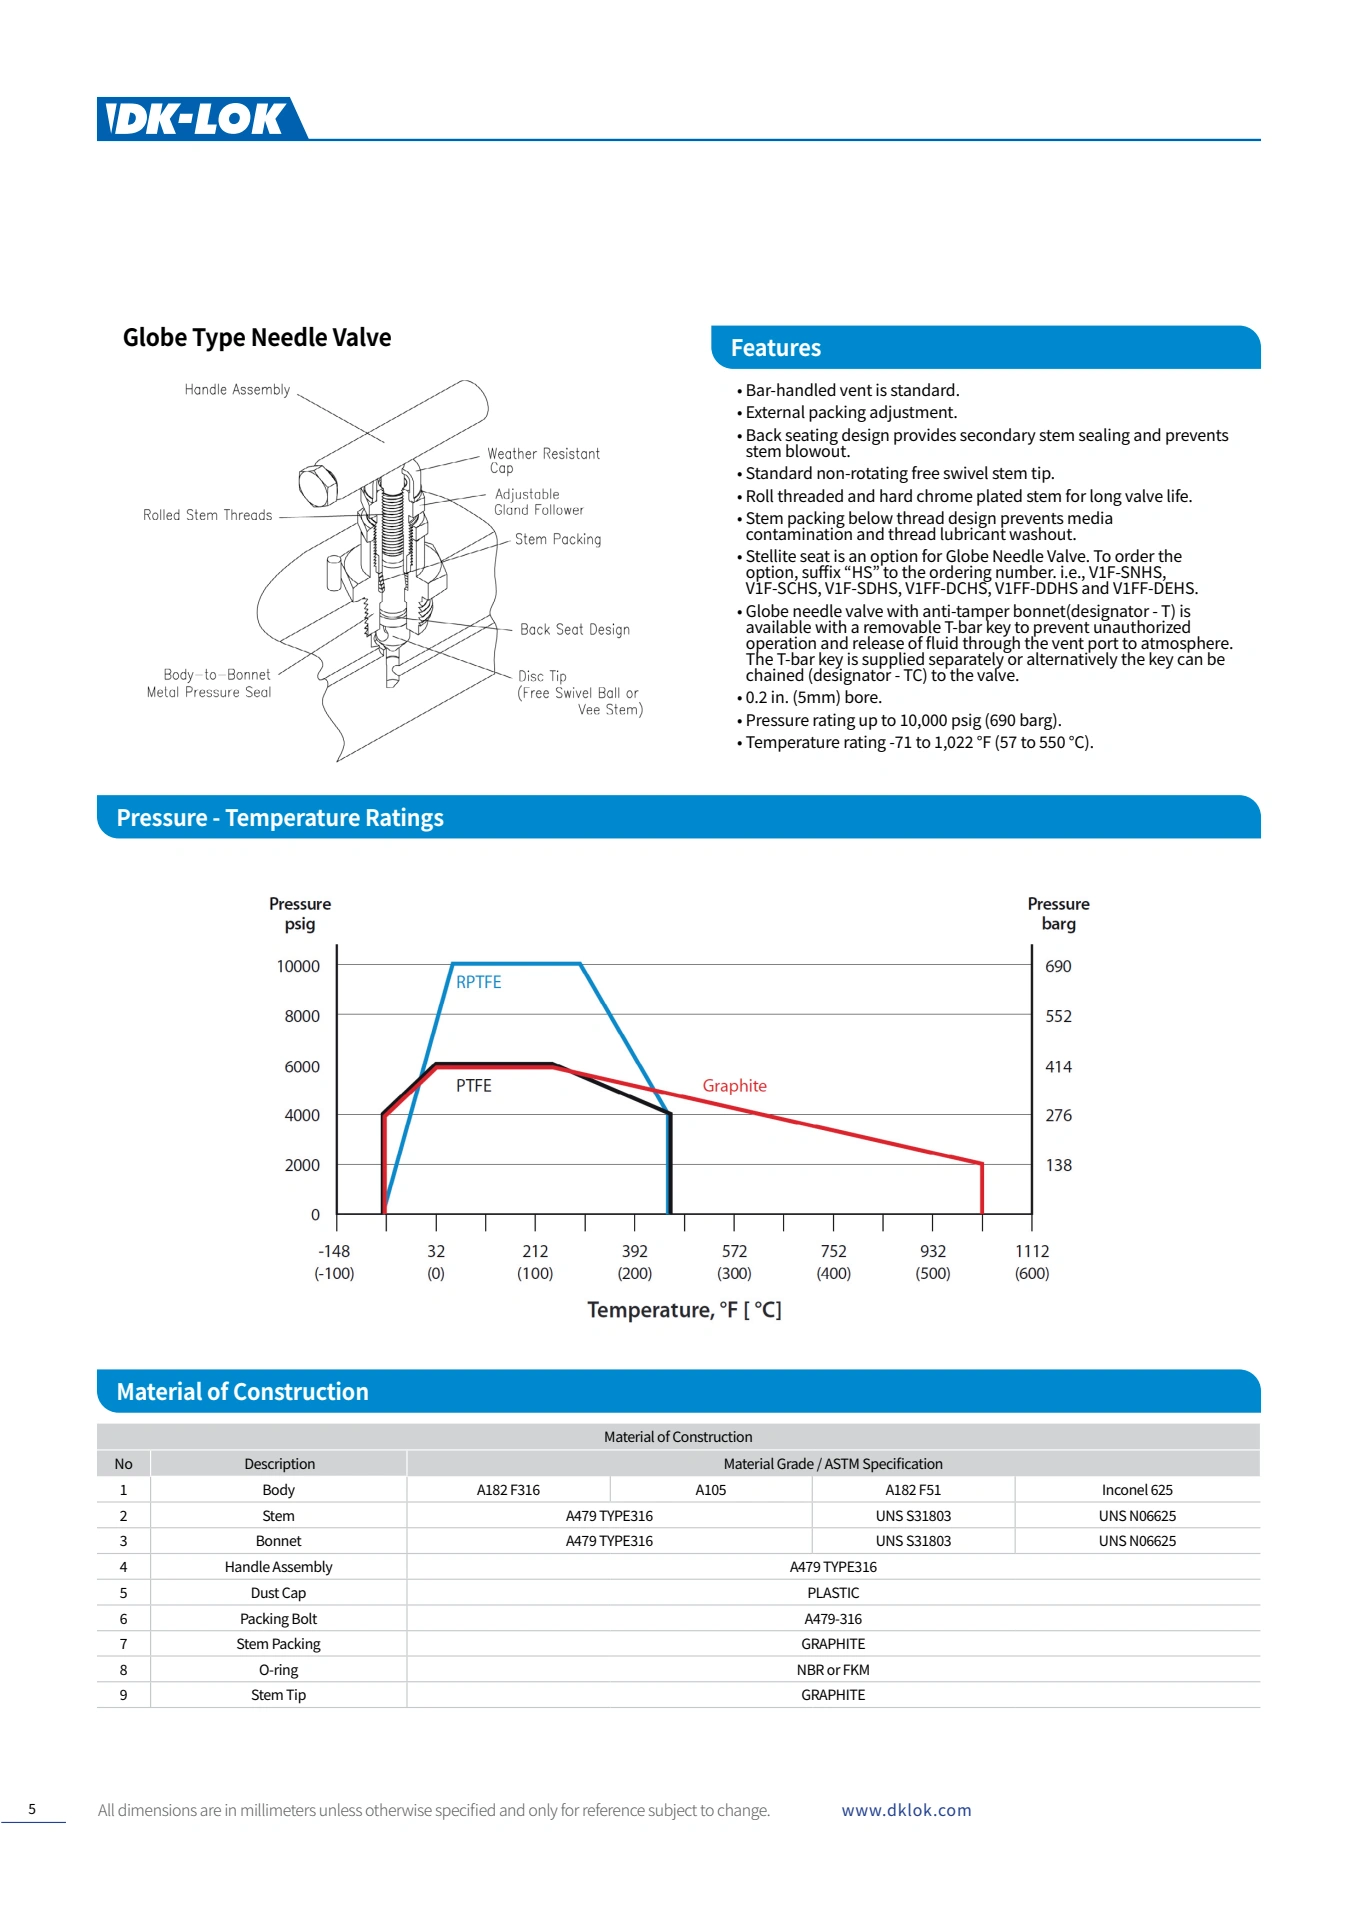 DK-LOK
Globe Type Needle Valve
Handle Assembly
Weather Resistant
Cap
Adjustable
Gland Follower
Rolled Stem Threads
Stem Packing
Back Seat Design
Body-to-Bonnet
Metal Pressure Seal
Disc Tip
(Free Swivel Ball or
Vee Stem)
Features
• Bar-handled vent is standard.
• External packing adjustment.
• Back seating design provides secondary stem sealing and prevents
stem blowout.
• Standard non-rotating free swivel stem tip.
• Roll threaded and hard chrome plated stem for long valve life.
• Stem packing below thread design prevents media
contamination and thread lubricant washout.
• Stellite seat is an option for Globe Needle Valve. To order the
option, suffix “HS” to the ordering number. i.e., V1F-SNHS,
V1F-SCHS, V1F-SDHS, V1FF-DCHS, V1FF-DDHS and V1FF-DEHS.
• Globe needle valve with anti-tamper bonnet(designator - T) is
available with a removable T-bar key to prevent unauthorized
operation and release of fluid through the vent port to atmosphere.
The T-bar key is supplied separately or alternatively the key can be
chained (designator - TC) to the valve.
• 0.2 in. (5mm) bore.
• Pressure rating up to 10,000 psig (690 barg).
• Temperature rating -71 to 1,022 °F (57 to 550 °C).
Pressure - Temperature Ratings
Pressure
psig
Pressure
barg
10000 690
RPTFE
8000 552
6000 414
PTFE Graphite
4000 276
2000 138
0
-148 32 212 392 572 752 932 1112
(-100) (0) (100) (200) (300) (400) (500) (600)
Temperature, °F [ °C]
Material of Construction
Material of Construction
No Description Material Grade / ASTM Specification
1 Body A182 F316 A105 A182 F51 Inconel 625
2 Stem A479 TYPE316 UNS S31803 UNS N06625
3 Bonnet A479 TYPE316 UNS S31803 UNS N06625
4 Handle Assembly A479 TYPE316
5 Dust Cap PLASTIC
6 Packing Bolt A479-316
7 Stem Packing GRAPHITE
8 O-ring NBR or FKM
9 Stem Tip GRAPHITE
5 All dimensions are in millimeters unless otherwise specified and only for reference subject to change. www.dklok.com